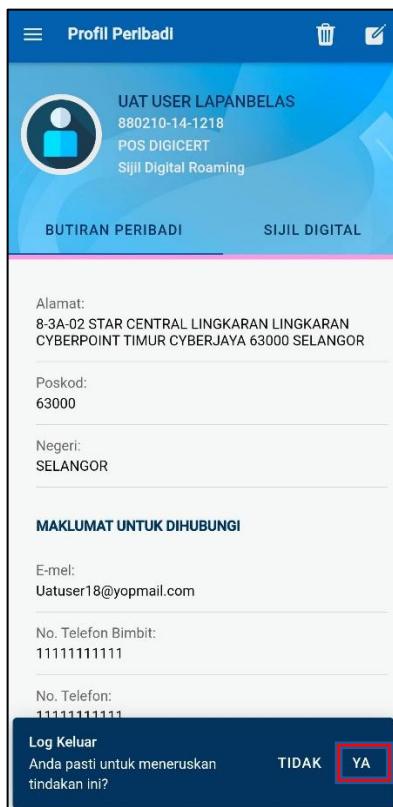 Profil Peribadi
UAT USER LAPANBELAS
880210-14-1218
POS DIGICERT
Sijil Digital Roaming
BUTIRAN PERIBADI SIJIL DIGITAL
Alamat:
8-3A-02 STAR CENTRAL LINGKARAN LINGKARAN
CYBERPOINT TIMUR CYBERJAYA 63000 SELANGOR
Poskod:
63000
Negeri:
SELANGOR
MAKLUMAT UNTUK DIHUBUNGI
E-mel:
Uatuser18@yopmail.com
No. Telefon Bimbit:
11111111111
No. Telefon:
11111111111
Log Keluar
Anda pasti untuk meneruskan
tindakan ini?
TIDAK YA